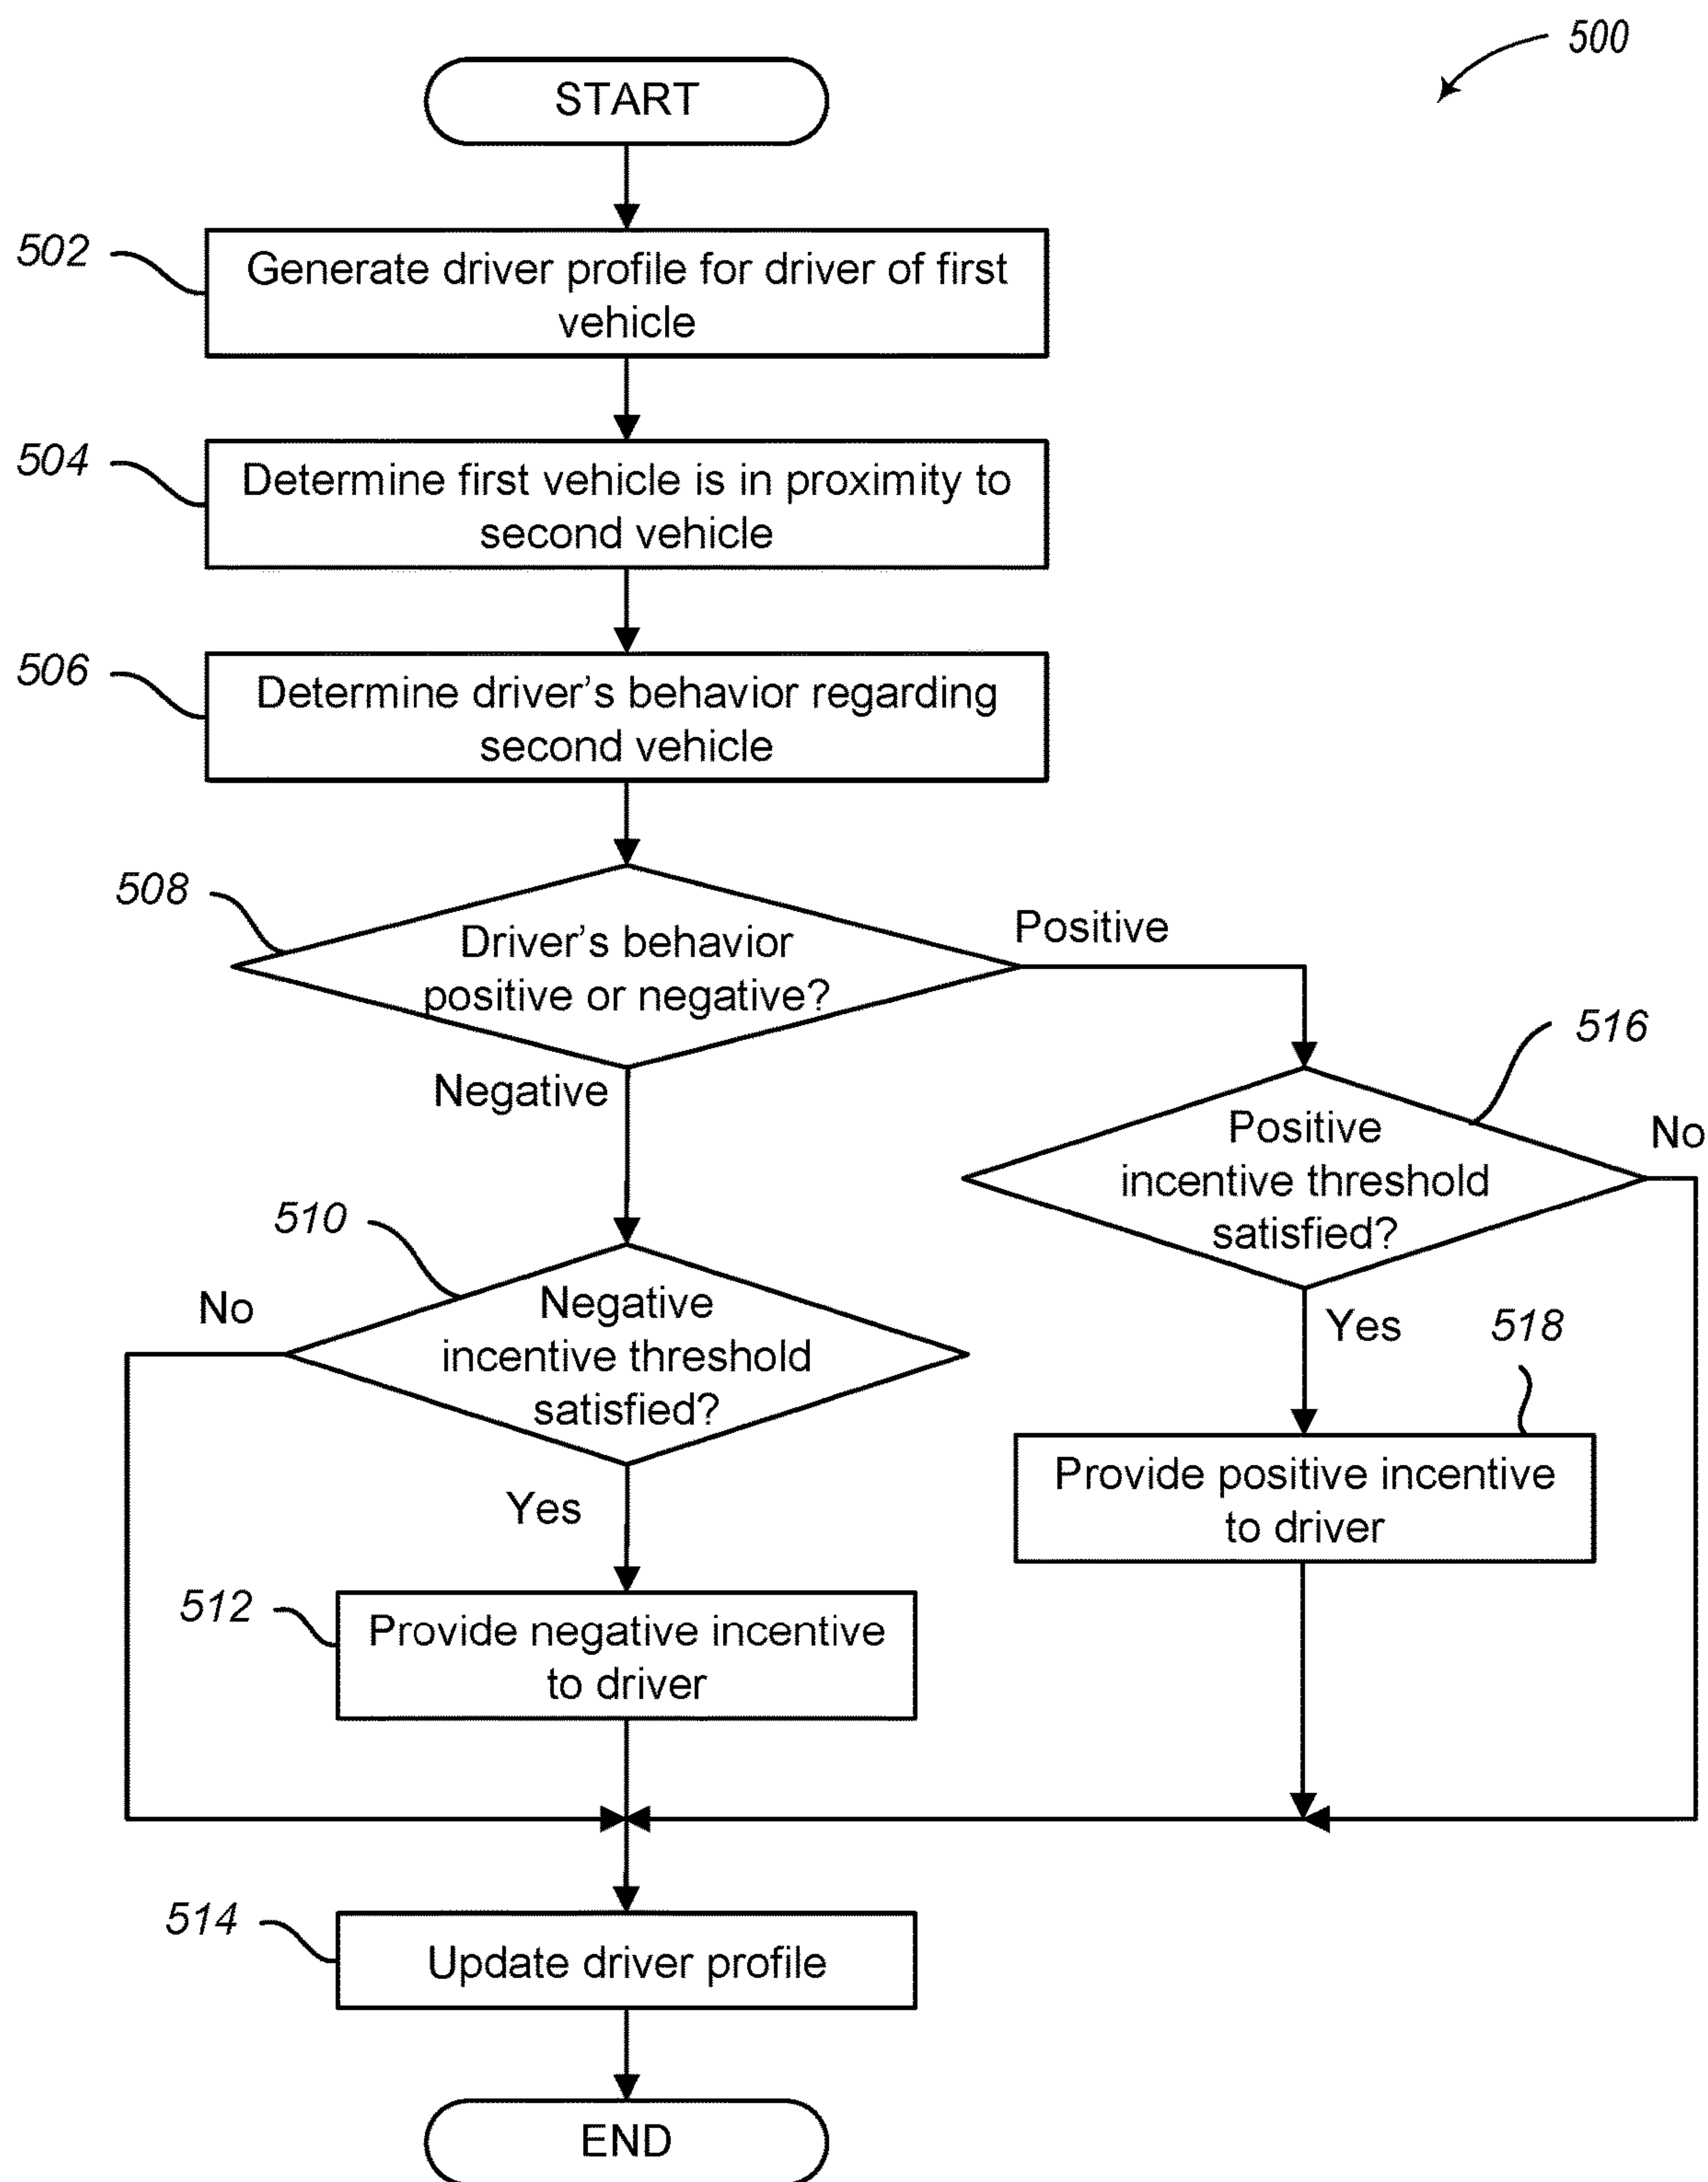 500
START
502
Generate driver profile for driver of first
vehicle
504
Determine first vehicle is in proximity to
second vehicle
506
Determine driver’s behavior regarding
second vehicle
508
Driver’s behavior
positive or negative?
Positive
Negative
516
Positive
incentive threshold
satisfied?
No
510
Negative
incentive threshold
satisfied?
No
Yes
518
Provide positive incentive
to driver
Yes
512
Provide negative incentive
to driver
514
Update driver profile
END